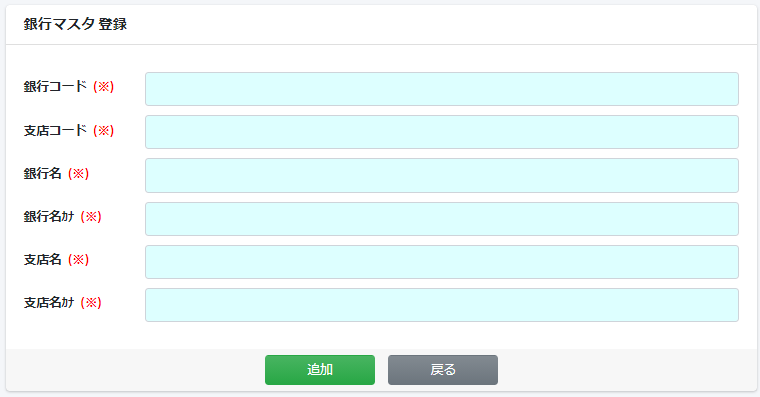 銀行マスタ 登録
銀行コード (※)
支店コード (※)
銀行名 (※)
銀行名ｶﾅ (※)
支店名 (※)
支店名ｶﾅ (※)
追加 戻る